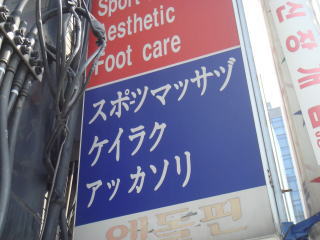 Sport
esthetic
Foot care
スポーツマッサヅ
ケイラク
アッカソリ